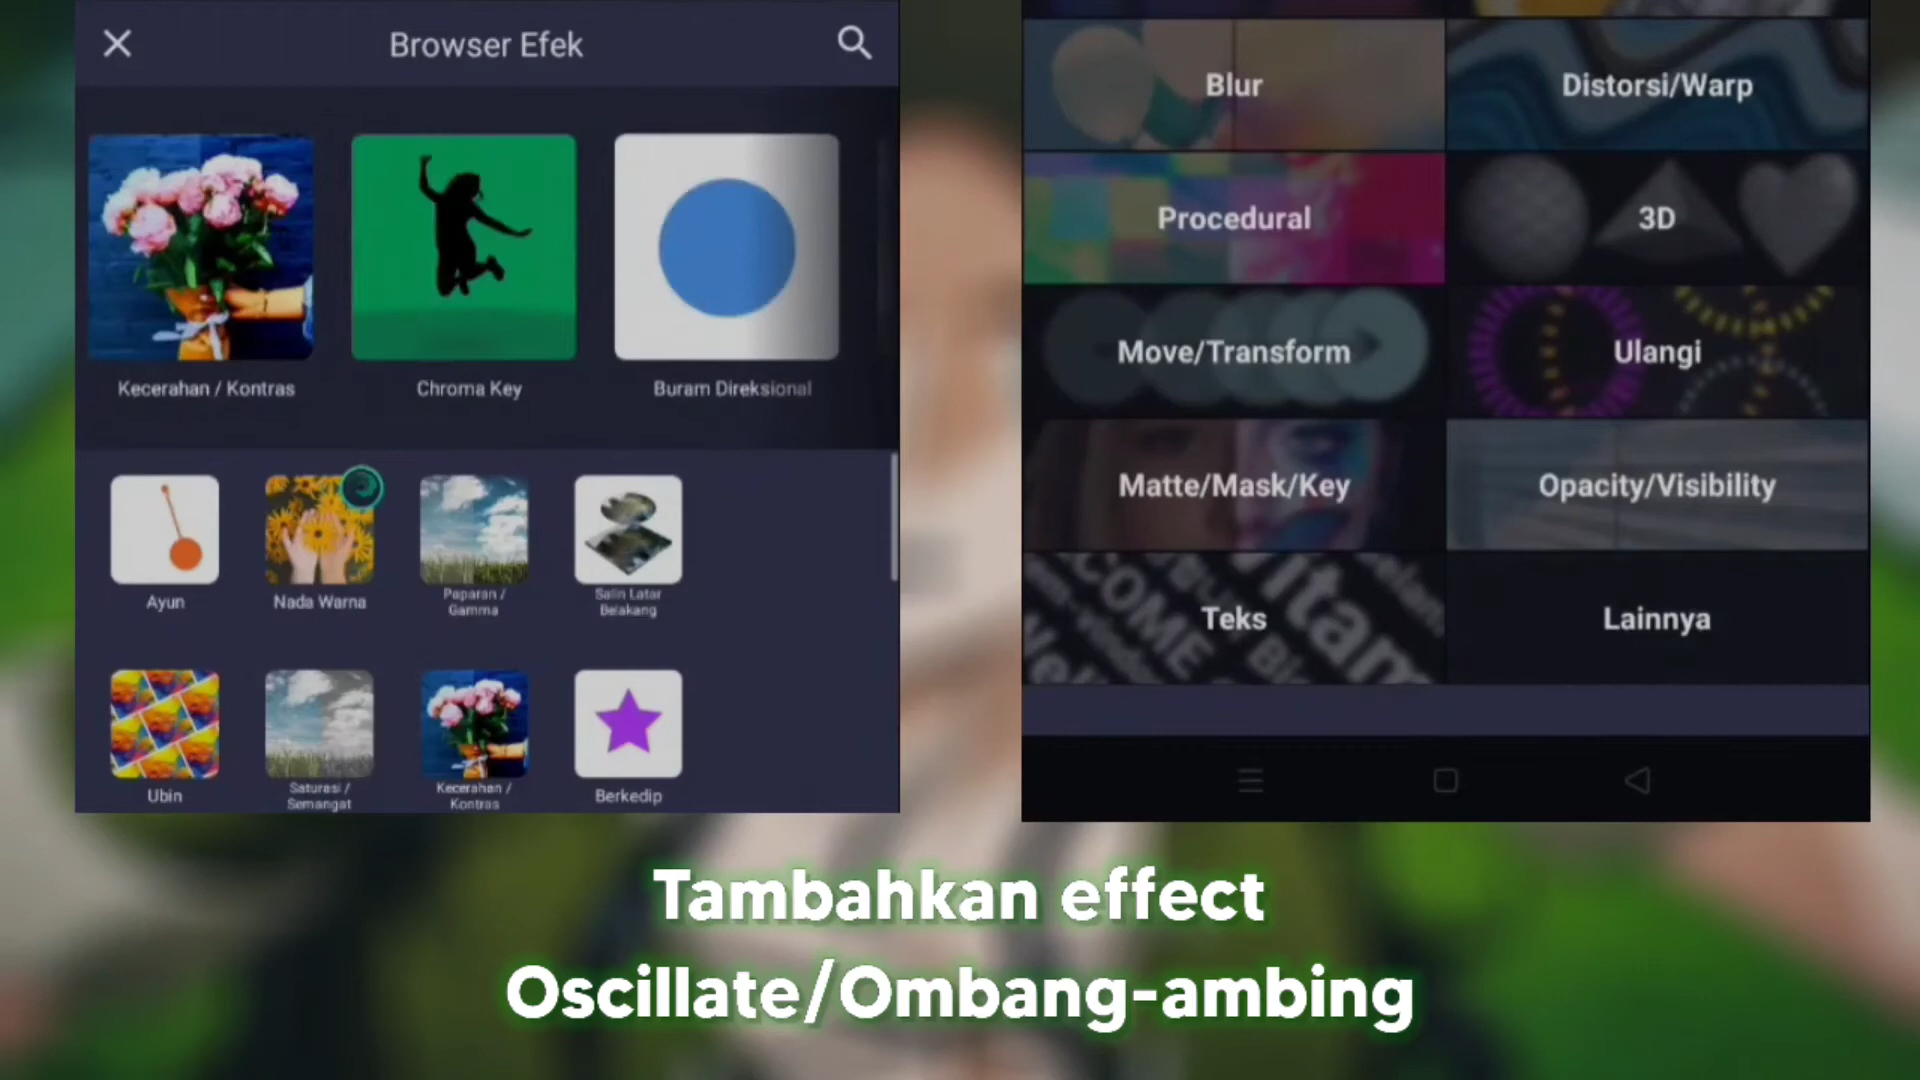 Browser Efek
Kecerahan / Kontras
Chroma Key
Buram Direksional
Ayun
Nada Warna
Paparan /
Gamma
Salin Latar
Belakang
Ubin
Saturasi /
Semangat
Kecerahan /
Kontras
Berkedip
Blur
Distorsi/Warp
Procedural
3D
Move/Transform
Ulangi
Matte/Mask/Key
Opacity/Visibility
Teks
Lainnya
Tambahkan effect
Oscillate/Ombang-ambing